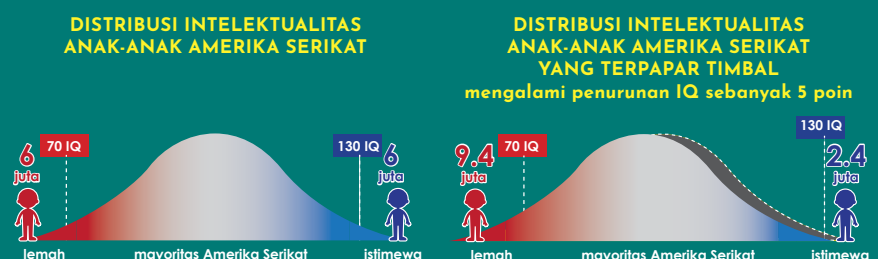 DISTRIBUSI INTELEKTUALITAS
ANAK-ANAK AMERIKA SERIKAT
70 IQ
130 IQ
6
juta
6
juta
lemah
mayoritas Amerika Serikat
istimewa
DISTRIBUSI INTELEKTUALITAS
ANAK-ANAK AMERIKA SERIKAT
YANG TERPAPAR TIMBAL
mengalami penurunan IQ sebanyak 5 poin
130 IQ
70 IQ
9.4
juta
2.4
juta
lemah
mayoritas Amerika Serikat
istimewa